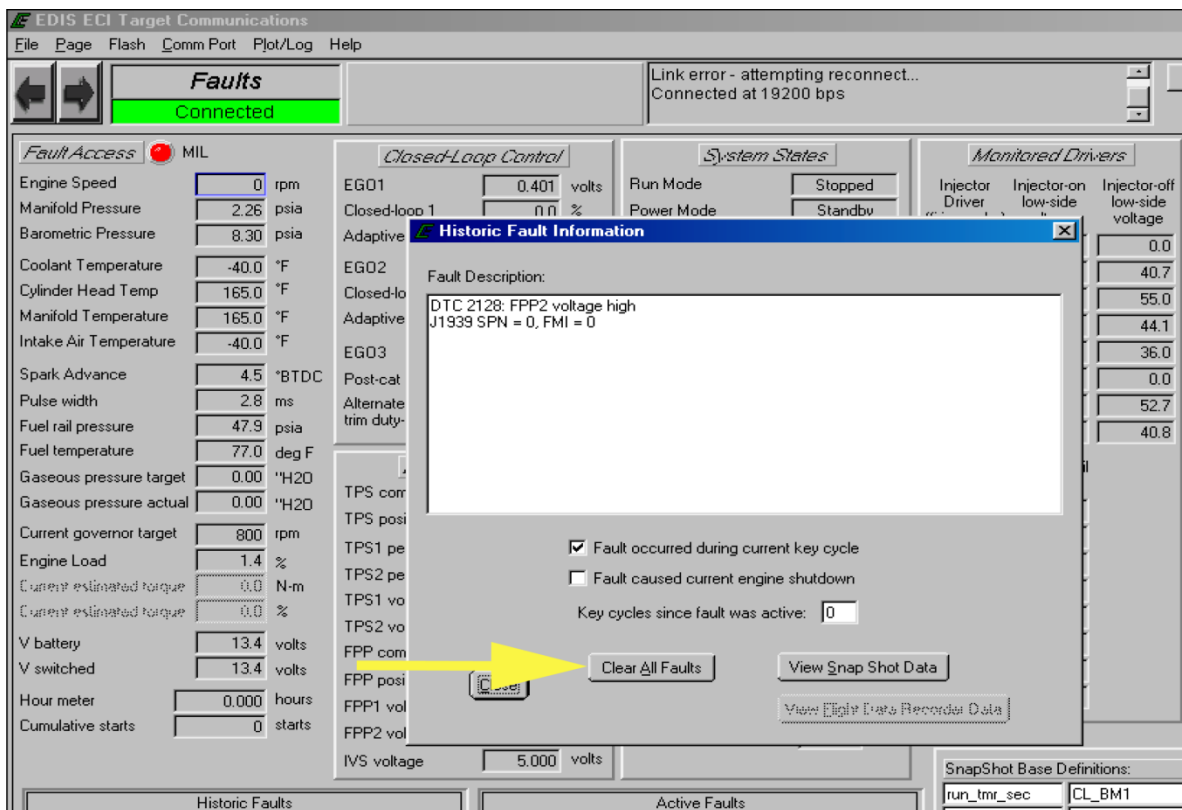 EDIS ECI Target Communications
File Page Flash Comm Port Plot/Log Help
Faults
Connected
Link error - attempting reconnect...
Connected at 19200 bps
Fault Access MIL
Engine Speed 0 rpm
Manifold Pressure 2.26 psia
Barometric Pressure 8.30 psia
Coolant Temperature -40.0 °F
Cylinder Head Temp 165.0 °F
Manifold Temperature 165.0 °F
Intake Air Temperature -40.0 °F
Spark Advance 4.5 °BTDC
Pulse width 2.8 ms
Fuel rail pressure 47.9 psia
Fuel temperature 77.0 deg F
Gaseous pressure target 0.00 "H2O
Gaseous pressure actual 0.00 "H2O
Current governor target 800 rpm
Engine Load 1.4 %
Current estimated torque 0.0 N-m
Current estimated torque 0.0 %
V battery 13.4 volts
V switched 13.4 volts
Hour meter 0.000 hours
Cumulative starts 0 starts
Closed-Loop Control
EGO1 0.401 volts
Closed-loop 1 0.0 %
Adaptive
EGO2
Closed-lo
Adaptive
EGO3
Post-cat
Alternate
trim duty-
TPS com
TPS posi
TPS1 pe
TPS2 pe
TPS1 vo
TPS2 vo
FPP com
FPP posi
FPP1 vol
FPP2 vol
IVS voltage 5.000 volts
System States
Run Mode Stopped
Power Mode Standby
Monitored Drivers
Injector Injector-on Injector-off
Driver low-side low-side
voltage
0.0
40.7
55.0
44.1
36.0
0.0
52.7
40.8
Historic Fault Information
Fault Description:
DTC 2128: FPP2 voltage high
J1939 SPN = 0, FMI = 0
Fault occurred during current key cycle
Fault caused current engine shutdown
Key cycles since fault was active: 0
Close Clear All Faults View Snap Shot Data
View Flight Data Recorder Data
Historic Faults Active Faults
SnapShot Base Definitions:
run_tmr_sec CL_BM1